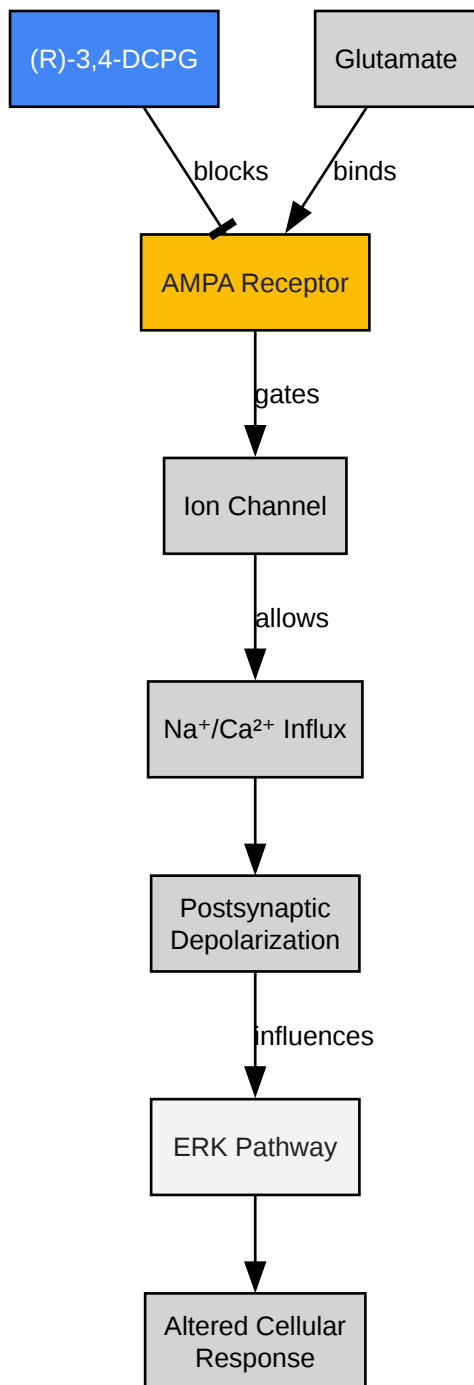 (R)-3,4-DCPG
Glutamate
blocks
binds
AMPA Receptor
gates
Ion Channel
allows
Na⁺/Ca²⁺ Influx
Postsynaptic
Depolarization
influences
ERK Pathway
Altered Cellular
Response